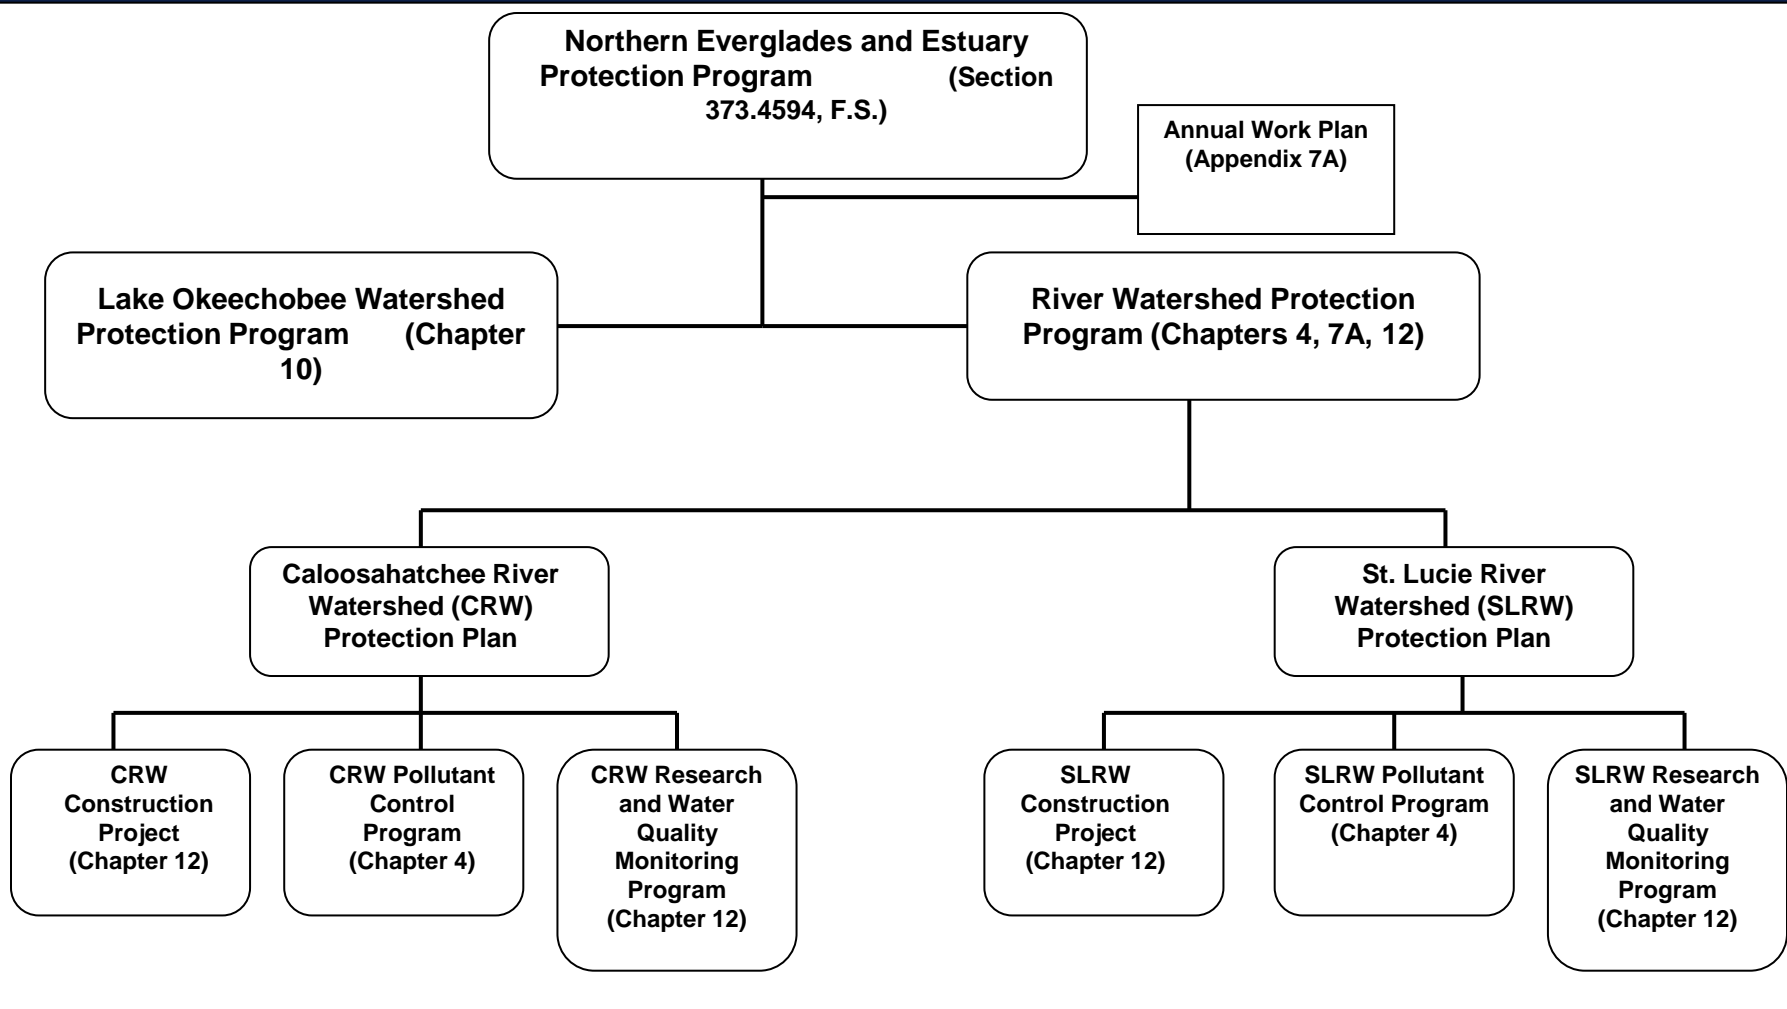 Northern Everglades and Estuary
Protection Program (Section
373.4594, F.S.)
Annual Work Plan
(Appendix 7A)
Lake Okeechobee Watershed
Protection Program (Chapter
10)
River Watershed Protection
Program (Chapters 4, 7A, 12)
Caloosahatchee River
Watershed (CRW)
Protection Plan
St. Lucie River
Watershed (SLRW)
Protection Plan
CRW
Construction
Project
(Chapter 12)
CRW Pollutant
Control
Program
(Chapter 4)
CRW Research
and Water
Quality
Monitoring
Program
(Chapter 12)
SLRW
Construction
Project
(Chapter 12)
SLRW Pollutant
Control Program
(Chapter 4)
SLRW Research
and Water
Quality
Monitoring
Program
(Chapter 12)